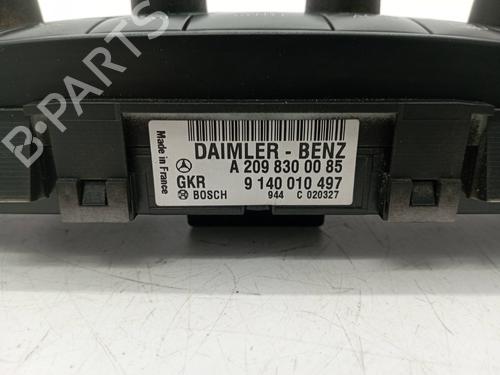 DAIMLER - BENZ
A 209 830 00 85
GKR 9 140 010 497
BOSCH 944 C 020327
Made in France
B-PARTS